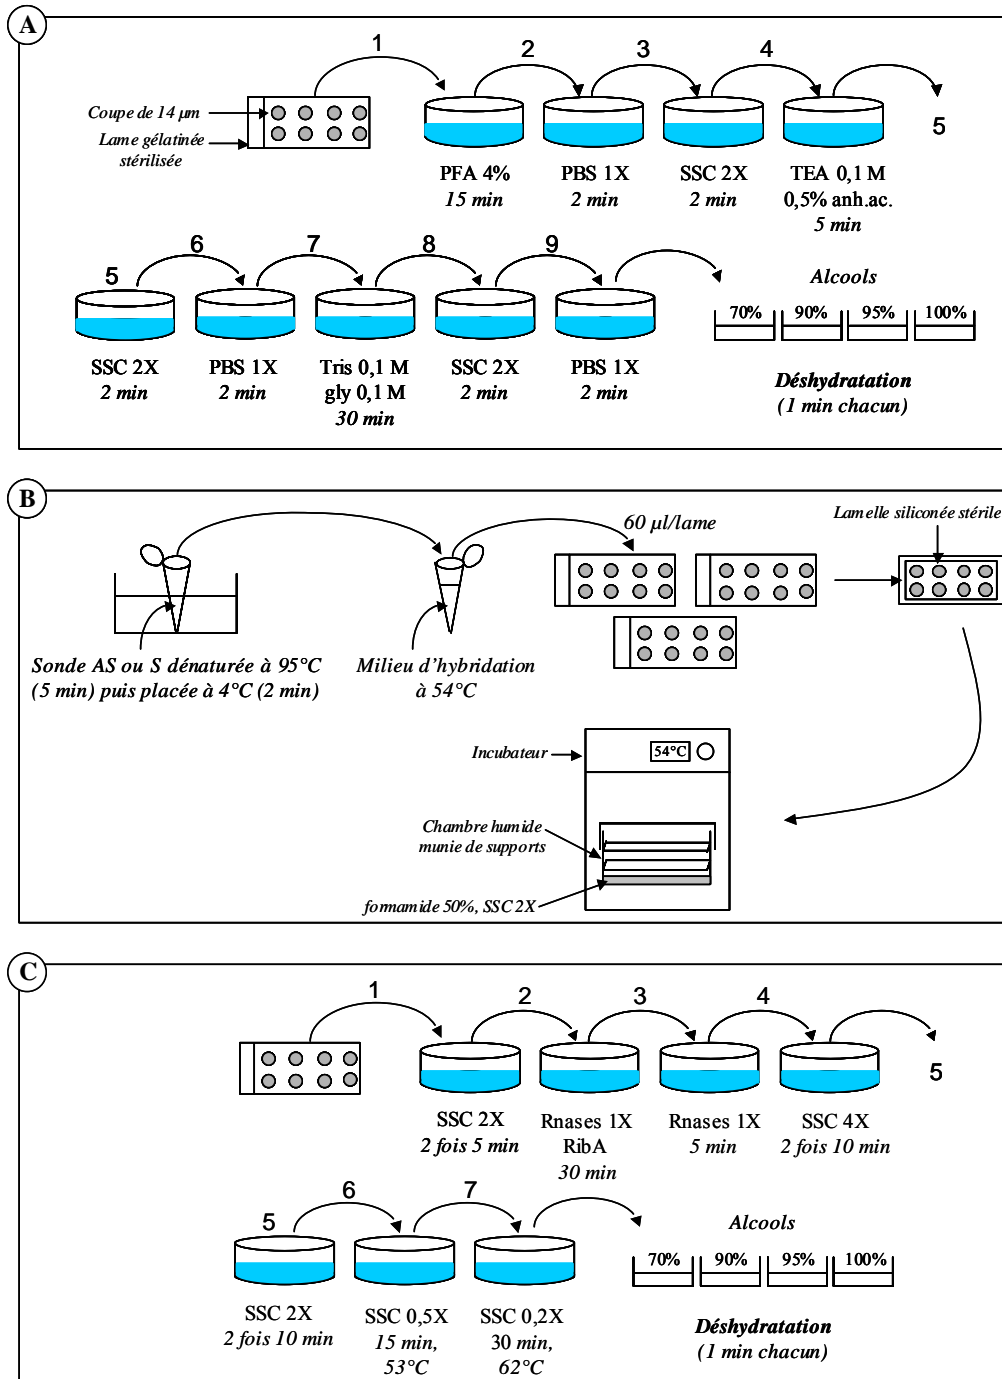 A
1
2
3
4
Coupe de 14 µm
Lame gélatinée
stérilisée
5
PFA 4%
15 min
PBS 1X
2 min
SSC 2X
2 min
TEA 0,1 M
0,5% anh.ac.
5 min
5
6
7
8
9
SSC 2X
2 min
PBS 1X
2 min
Tris 0,1 M
gly 0,1 M
30 min
SSC 2X
2 min
PBS 1X
2 min
Alcools
70% 90% 95% 100%
Déshydratation
(1 min chacun)
B
60 µl/lame
Lamelle siliconée stérile
Sonde AS ou S dénaturée à 95°C
(5 min) puis placée à 4°C (2 min)
Milieu d'hybridation
à 54°C
Incubateur
54°C
Chambre humide
munie de supports
formamide 50%, SSC 2X
C
1
2
3
4
5
SSC 2X
2 fois 5 min
Rnases 1X
RibA
30 min
Rnases 1X
5 min
SSC 4X
2 fois 10 min
5
6
7
SSC 2X
2 fois 10 min
SSC 0,5X
15 min,
53°C
SSC 0,2X
30 min,
62°C
Alcools
70% 90% 95% 100%
Déshydratation
(1 min chacun)